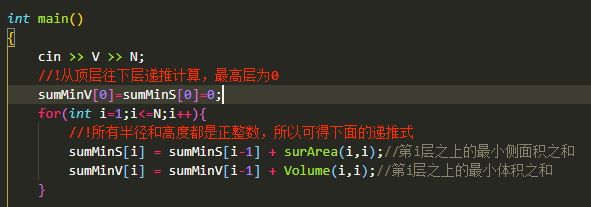 int main()
{
cin >> V >> N;
//!从顶层往下层递推计算，最高层为0
sumMinV[0]=sumMinS[0]=0;
for(int i=1;i<=N;i++){
//!所有半径和高度都是正整数，所以可得下面的递推式
sumMinS[i] = sumMinS[i-1] + surArea(i,i);//第i层之上的最小侧面积之和
sumMinV[i] = sumMinV[i-1] + Volume(i,i);//第i层之上的最小体积之和
}